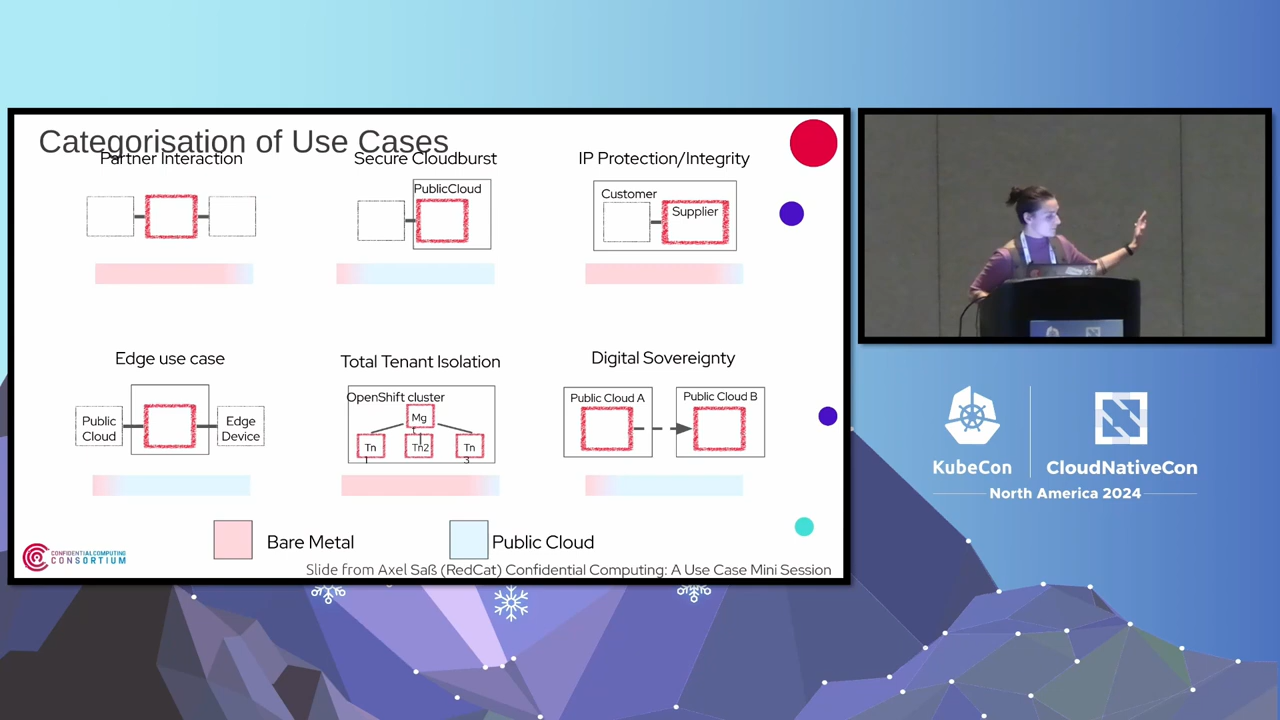 Categorisation of Use Cases
Partner Interaction
Secure Cloudburst
IP Protection/Integrity
PublicCloud
Customer
Supplier
Edge use case
Total Tenant Isolation
Digital Sovereignty
Public
Cloud
Edge
Device
OpenShift cluster
Mg
t
Tn
1
Tn2
Tn
3
Public Cloud A
Public Cloud B
Bare Metal
Public Cloud
CONFIDENTIAL COMPUTING
CONSORTIUM
Slide from Axel Saß (RedCat) Confidential Computing: A Use Case Mini Session
KubeCon
CloudNativeCon
North America 2024